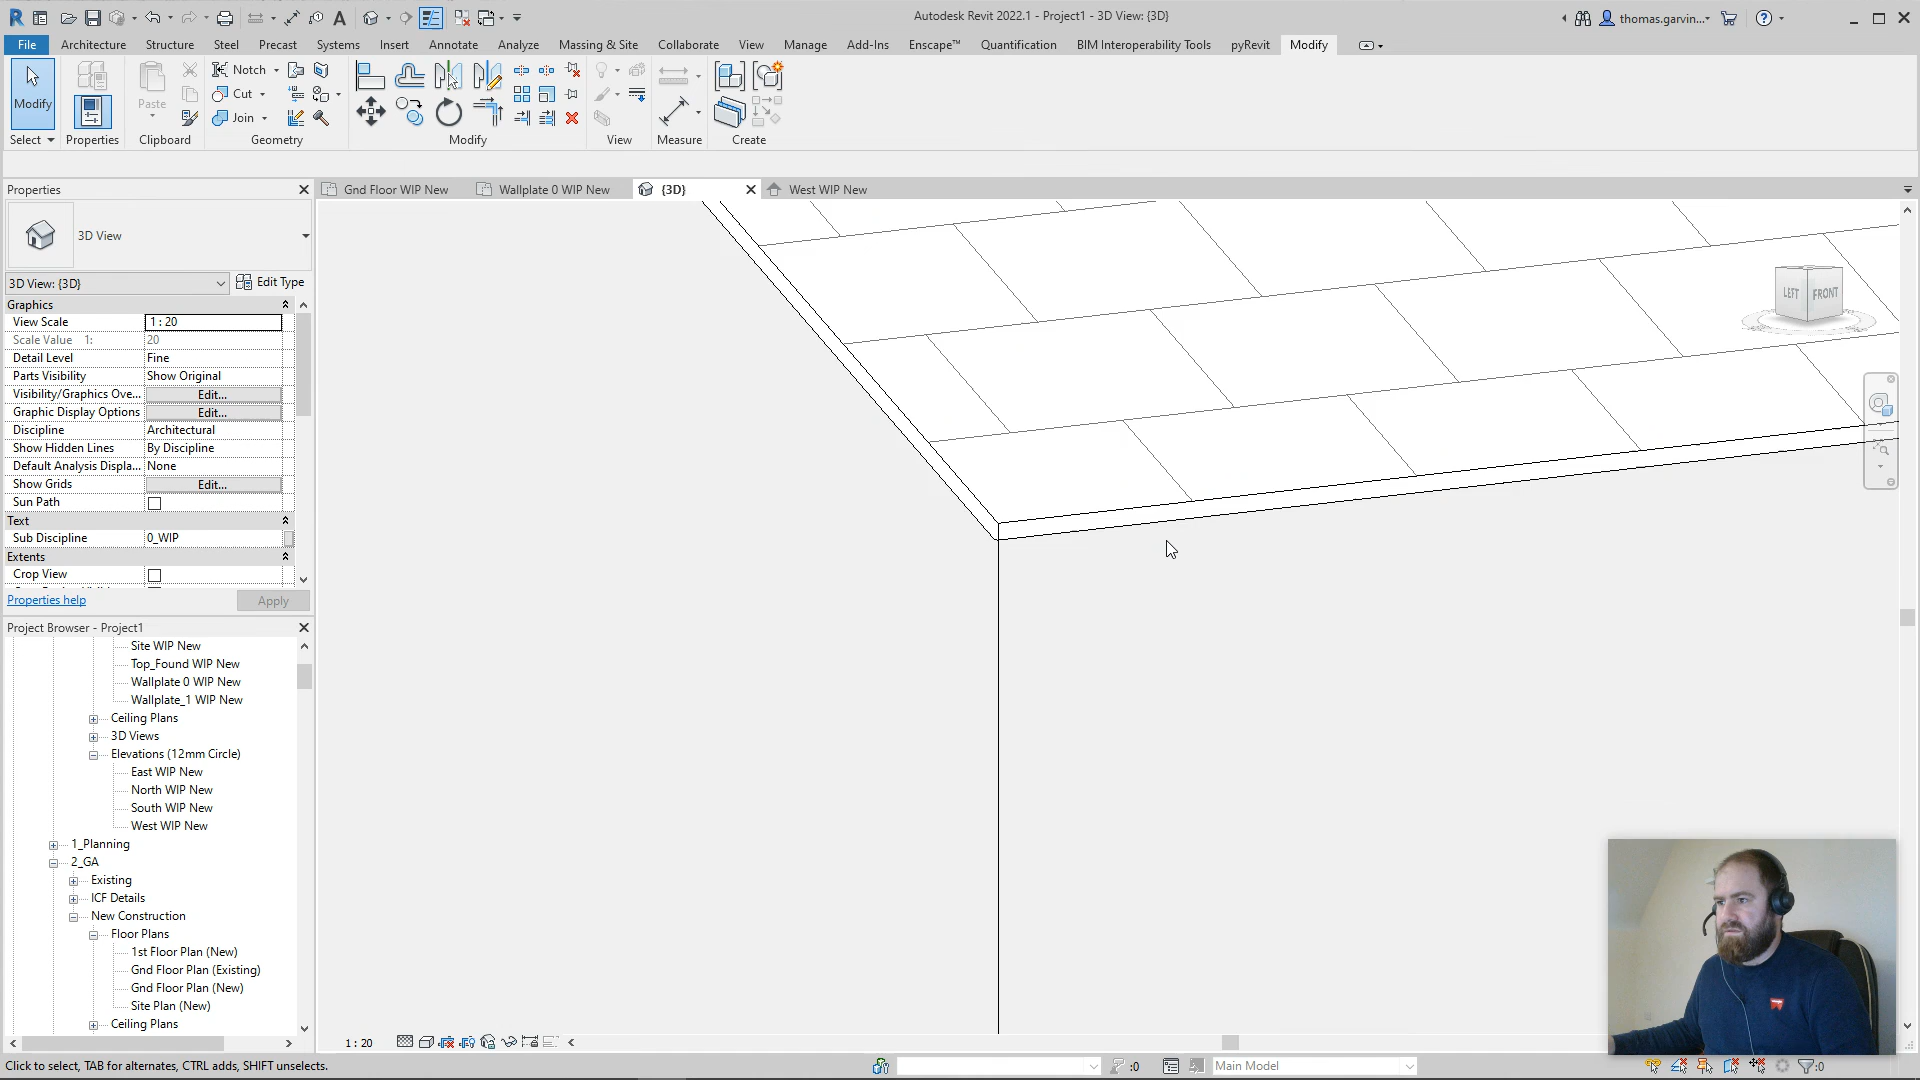 Autodesk Revit 2022.1 - Project1 - 3D View: {3D}
thomas.garvin...
File Architecture Structure Steel Precast Systems Insert Annotate Analyze Massing & Site Collaborate View Manage Add-Ins Enscape™ Quantification BIM Interoperability Tools pyRevit Modify
Modify
Paste
Notch
Cut
Join
Select Properties Clipboard Geometry Modify View Measure Create
Properties
Gnd Floor WIP New
Wallplate 0 WIP New
{3D}
West WIP New
3D View
3D View: {3D}
Edit Type
Graphics
View Scale 1 : 20
Scale Value 1: 20
Detail Level Fine
Parts Visibility Show Original
Visibility/Graphics Ove... Edit...
Graphic Display Options Edit...
Discipline Architectural
Show Hidden Lines By Discipline
Default Analysis Displa... None
Show Grids Edit...
Sun Path
Text
Sub Discipline 0_WIP
Extents
Crop View
Properties help
Apply
LEFT FRONT
Project Browser - Project1
Site WIP New
Top_Found WIP New
Wallplate 0 WIP New
Wallplate_1 WIP New
Ceiling Plans
3D Views
Elevations (12mm Circle)
East WIP New
North WIP New
South WIP New
West WIP New
1_Planning
2_GA
Existing
ICF Details
New Construction
Floor Plans
1st Floor Plan (New)
Gnd Floor Plan (Existing)
Gnd Floor Plan (New)
Site Plan (New)
Ceiling Plans
1 : 20
Click to select, TAB for alternates, CTRL adds, SHIFT unselects.
:0
Main Model
:0